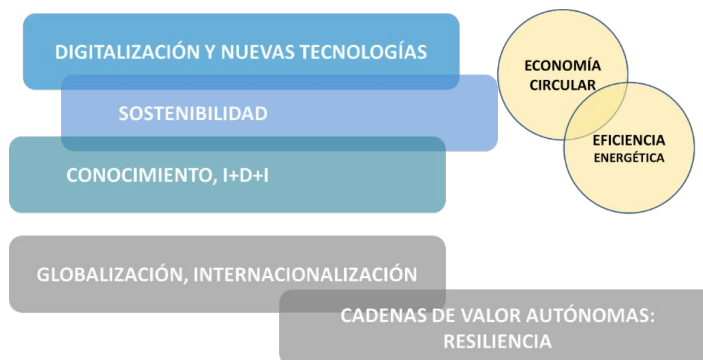 DIGITALIZACIÓN Y NUEVAS TECNOLOGÍAS
SOSTENIBILIDAD
CONOCIMIENTO, I+D+I
ECONOMÍA
CIRCULAR
EFICIENCIA
ENERGÉTICA
GLOBALIZACIÓN, INTERNACIONALIZACIÓN
CADENAS DE VALOR AUTÓNOMAS:
RESILIENCIA